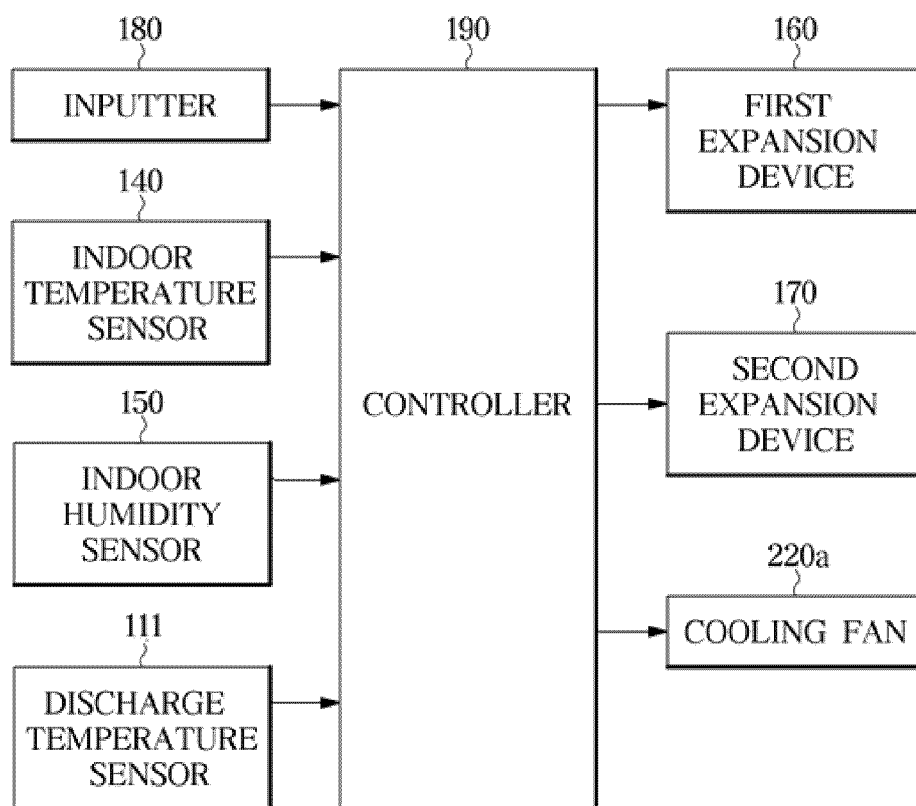 180
INPUTTER
140
INDOOR
TEMPERATURE
SENSOR
150
INDOOR
HUMIDITY
SENSOR
111
DISCHARGE
TEMPERATURE
SENSOR
190
CONTROLLER
160
FIRST
EXPANSION
DEVICE
170
SECOND
EXPANSION
DEVICE
220a
COOLING FAN